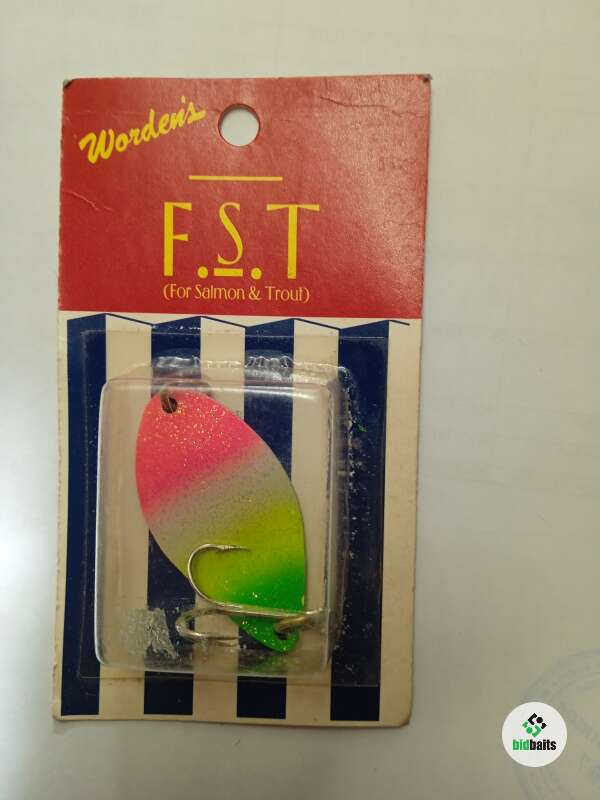 Worden's
F.S.T
(For Salmon & Trout)
bidbaits